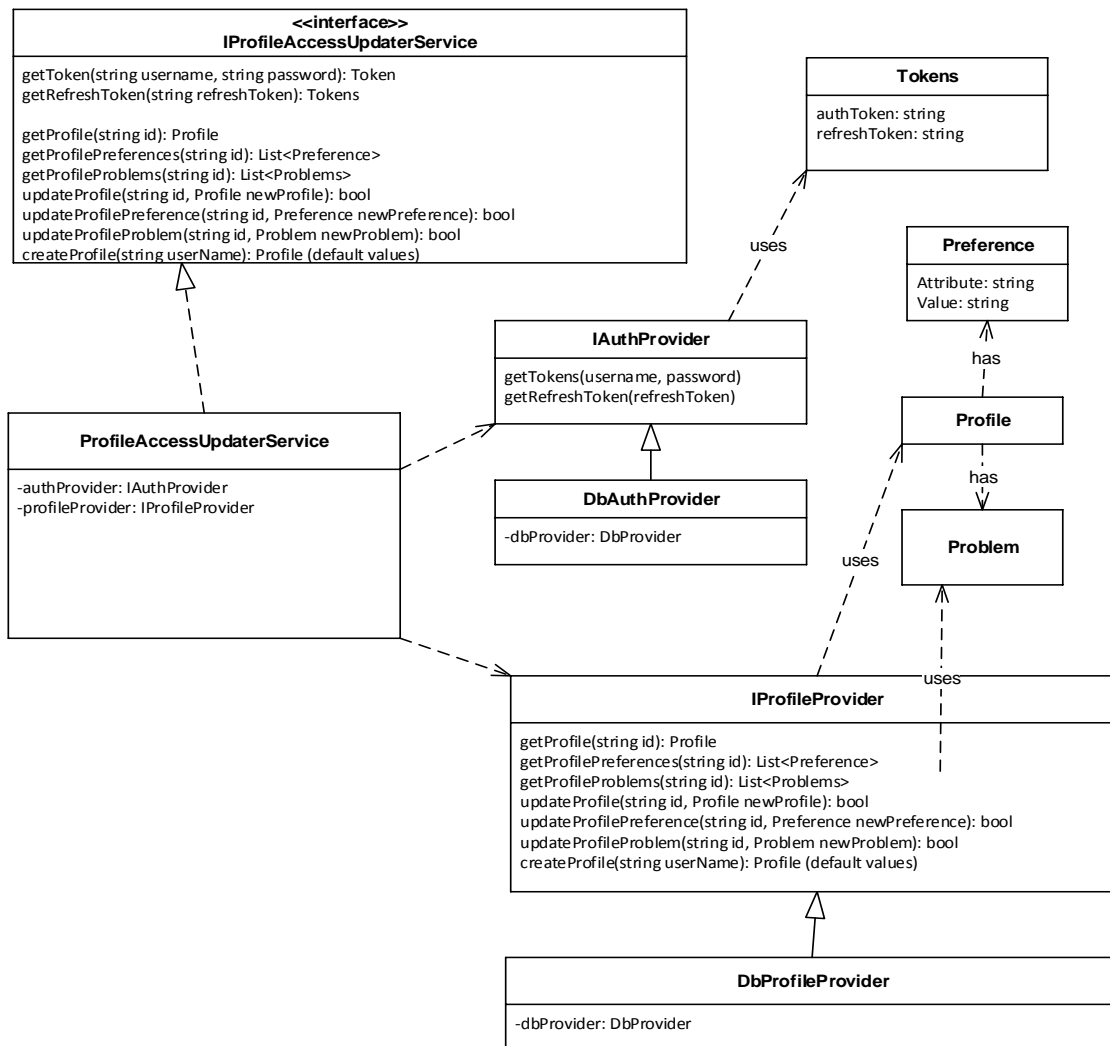 <<interface>>
IProfileAccessUpdaterService
getToken(string username, string password): Token
getRefreshToken(string refreshToken): Tokens
getProfile(string id): Profile
getProfilePreferences(string id): List<Preference>
getProfileProblems(string id): List<Problems>
updateProfile(string id, Profile newProfile): bool
updateProfilePreference(string id, Preference newPreference): bool
updateProfileProblem(string id, Problem newProblem): bool
createProfile(string userName): Profile (default values)
Tokens
authToken: string
refreshToken: string
uses
Preference
Attribute: string
Value: string
has
IAuthProvider
getTokens(username, password)
getRefreshToken(refreshToken)
Profile
has
ProfileAccessUpdaterService
-authProvider: IAuthProvider
-profileProvider: IProfileProvider
DbAuthProvider
-dbProvider: DbProvider
Problem
uses
uses
IProfileProvider
getProfile(string id): Profile
getProfilePreferences(string id): List<Preference>
getProfileProblems(string id): List<Problems>
updateProfile(string id, Profile newProfile): bool
updateProfilePreference(string id, Preference newPreference): bool
updateProfileProblem(string id, Problem newProblem): bool
createProfile(string userName): Profile (default values)
DbProfileProvider
-dbProvider: DbProvider